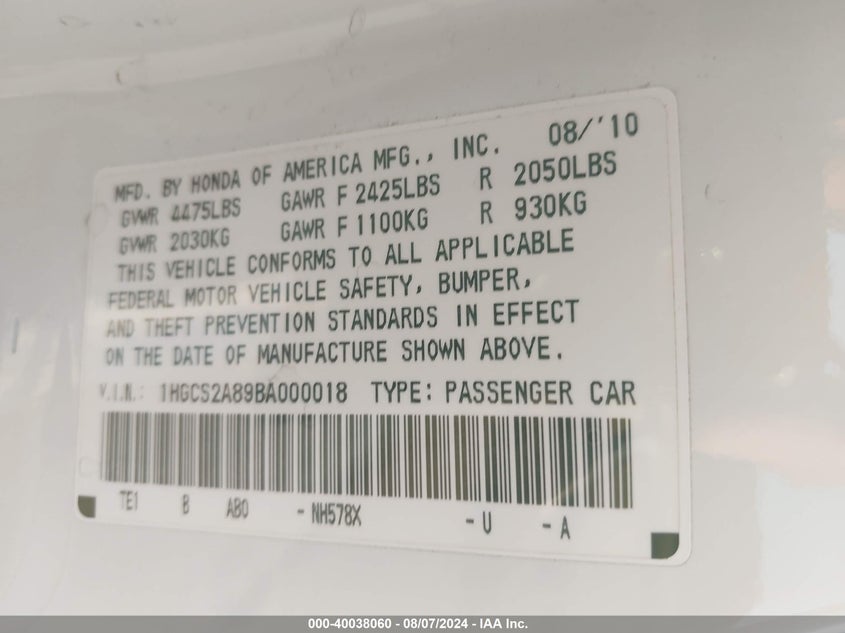 MFD. BY HONDA OF AMERICA MFG., INC. 08/'10
GVWR 4475LBS GAWR F 2425LBS R 2050LBS
GVWR 2030KG GAWR F 1100KG R 930KG
THIS VEHICLE CONFORMS TO ALL APPLICABLE
FEDERAL MOTOR VEHICLE SAFETY, BUMPER,
AND THEFT PREVENTION STANDARDS IN EFFECT
ON THE DATE OF MANUFACTURE SHOWN ABOVE.
V.I.N.: 1HGCS2A89BA000018 TYPE: PASSENGER CAR
TE1 B AB0 - NH578X - U - A
000-40038060 - 08/07/2024 - IAA Inc.